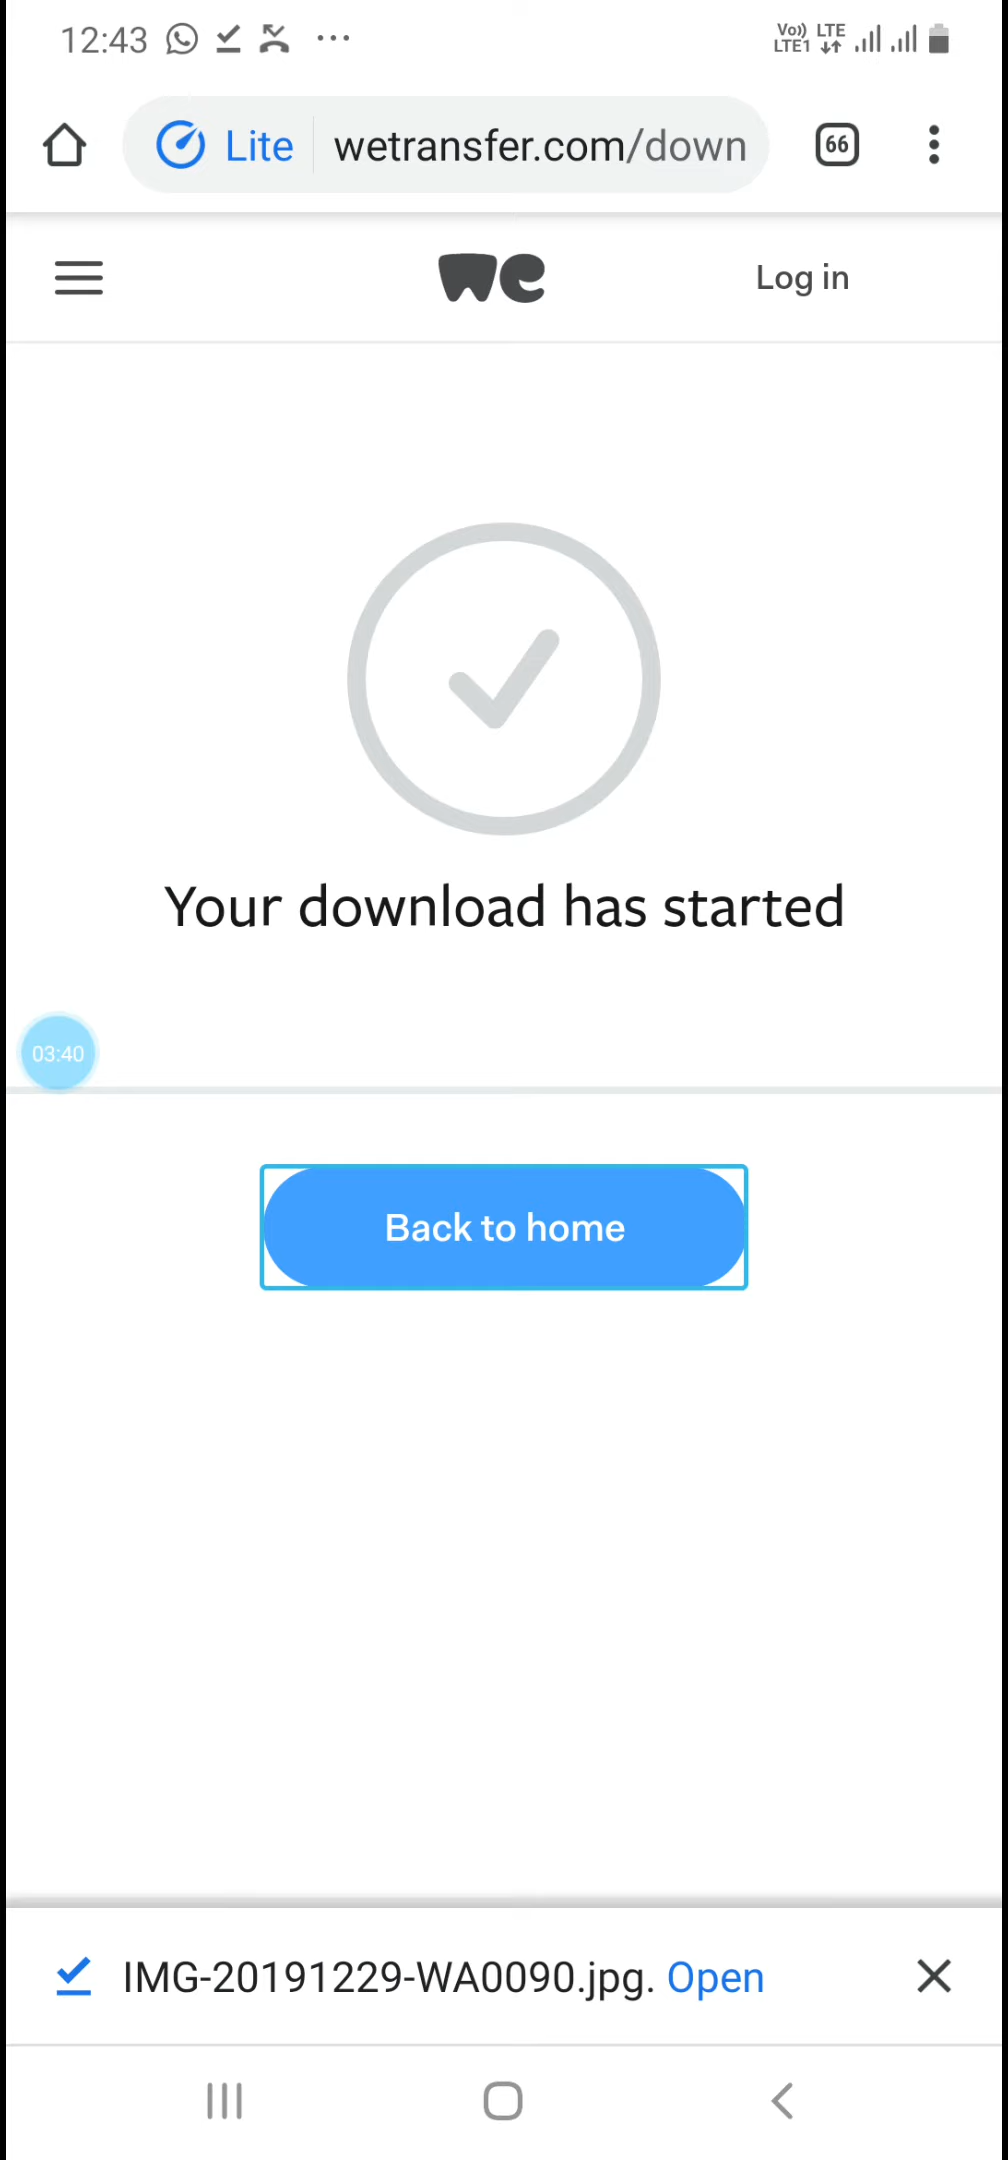 12:43 Vo)) LTE
LTE1
Lite wetransfer.com/down 66
we Log in
Your download has started
03:40
Back to home
IMG-20191229-WA0090.jpg. Open